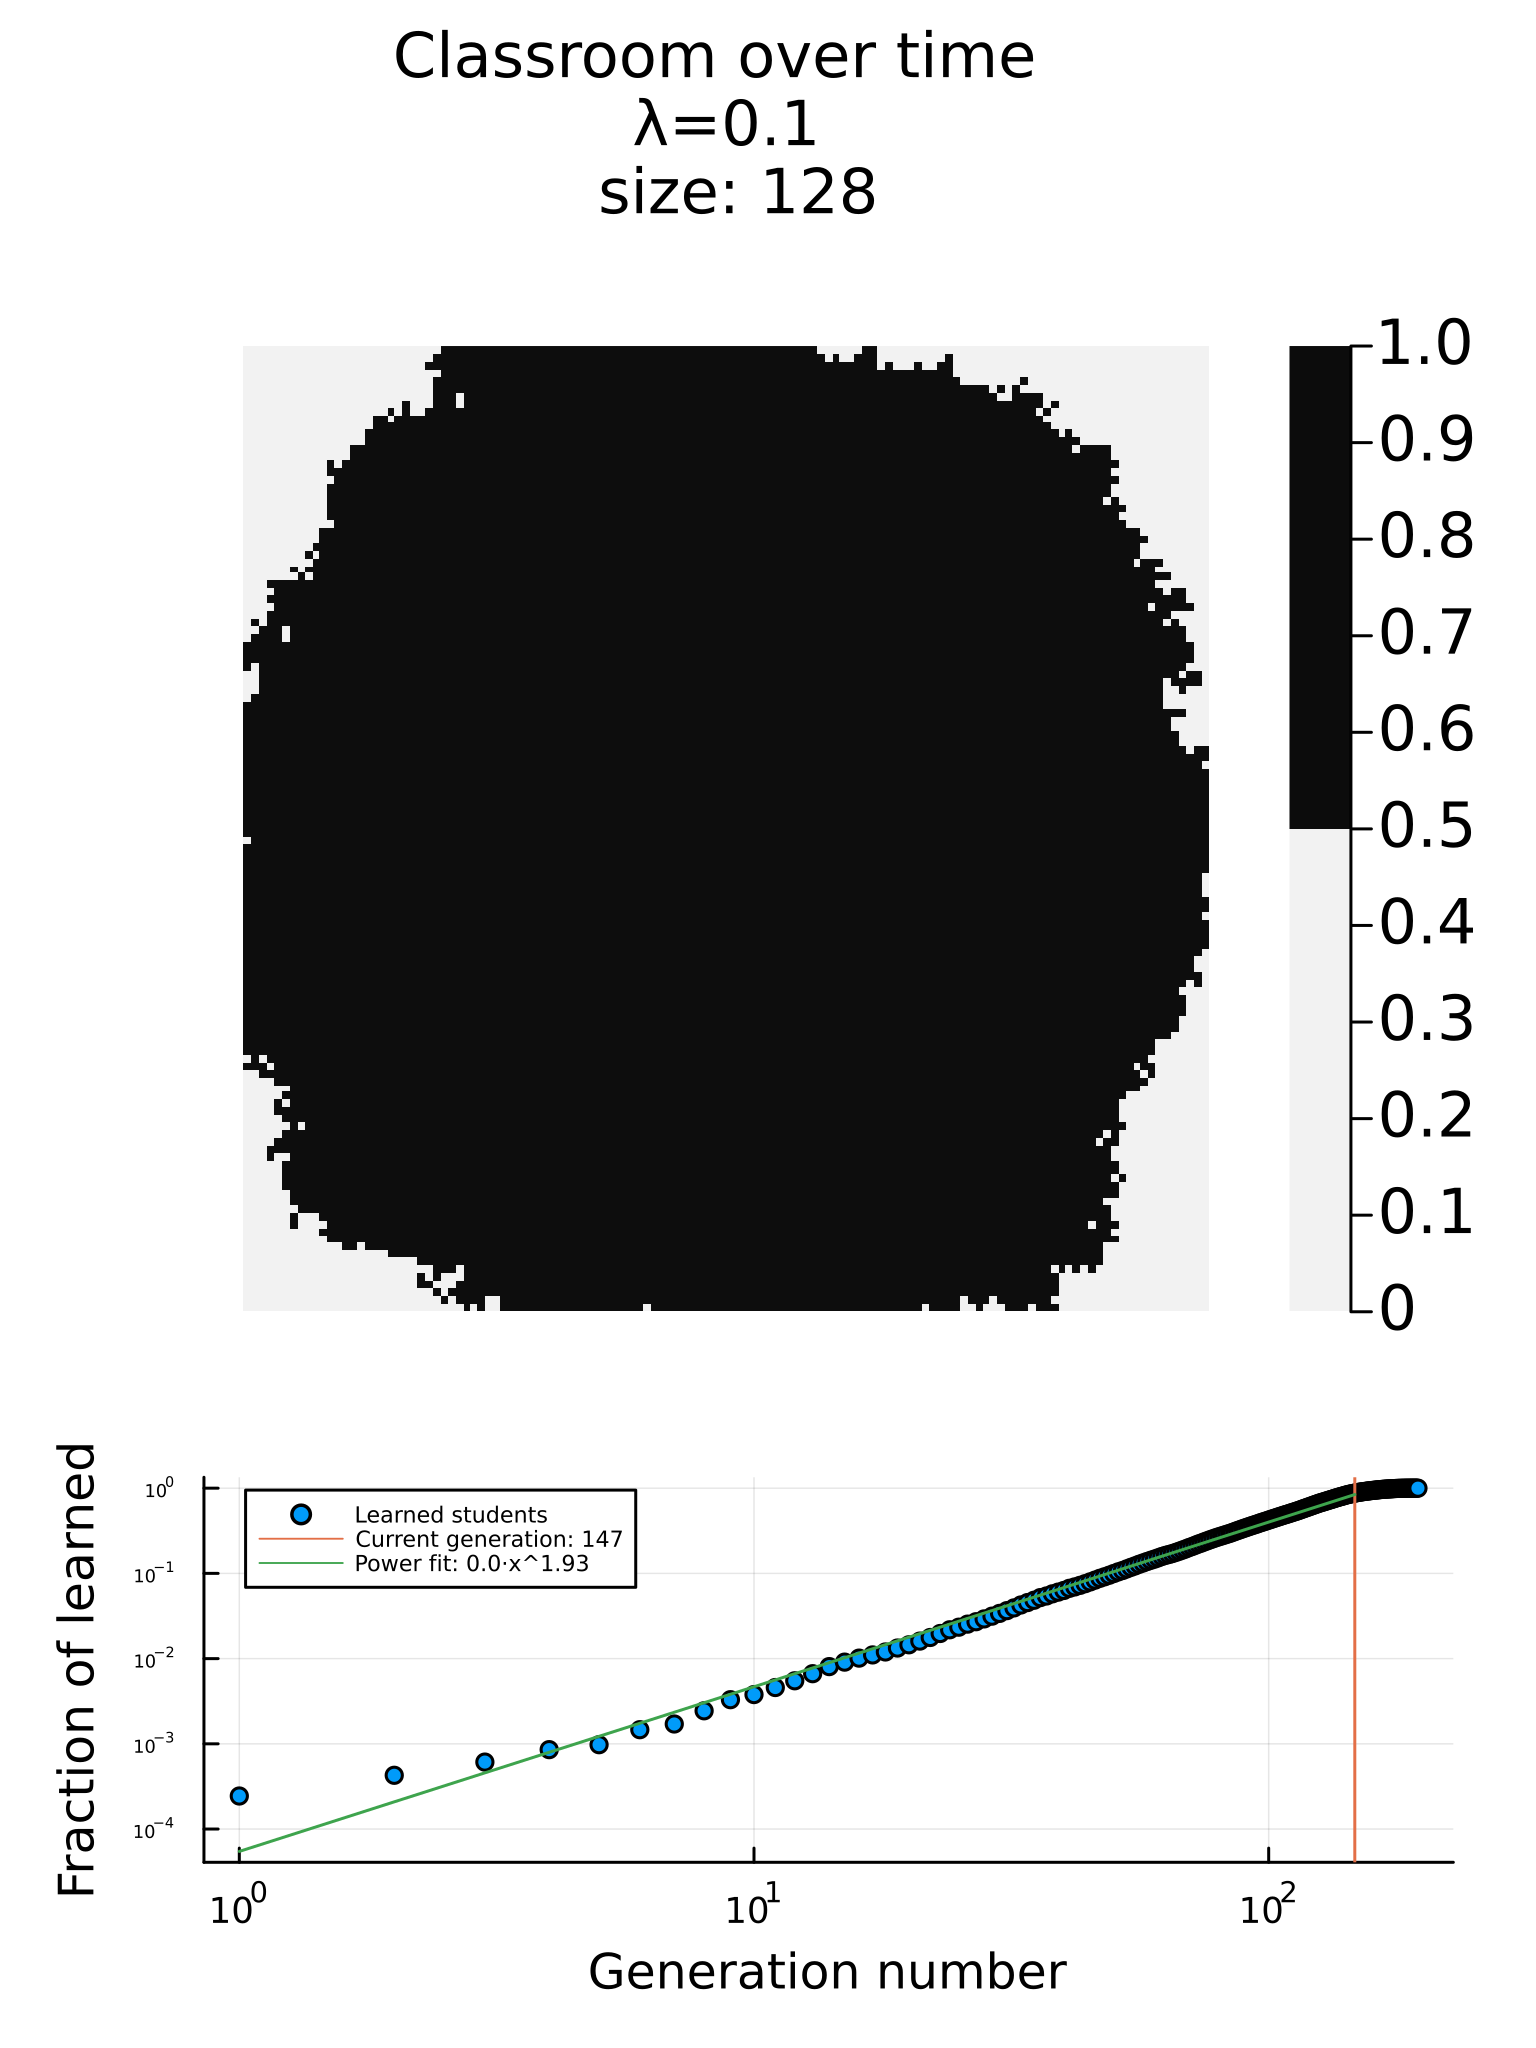 Classroom over time
λ=0.1
size: 128
1.0
0.9
0.8
0.7
0.6
0.5
0.4
0.3
0.2
0.1
0
Fraction of learned
10^0
10^−1
10^−2
10^−3
10^−4
Learned students
Current generation: 147
Power fit: 0.0·x^1.93
10^0 10^1 10^2
Generation number